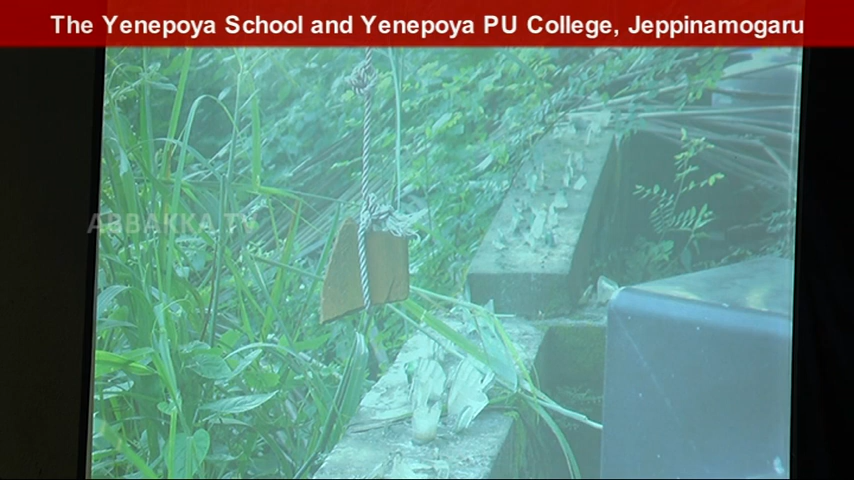 The Yenepoya School and Yenepoya PU College, Jeppinamogaru
ABBAKKA TV